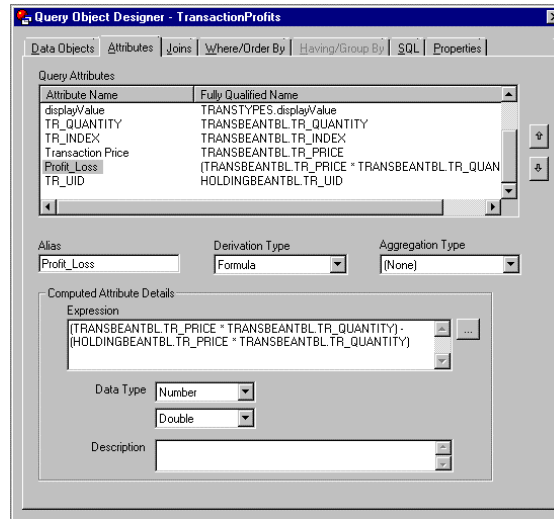 Query Object Designer - TransactionProfits
Data Objects Attributes Joins Where/Order By Having/Group By SQL Properties
Query Attributes
Attribute Name Fully Qualified Name
displayValue TRANSTYPES.displayValue
TR_QUANTITY TRANSBEANTBL.TR_QUANTITY
TR_INDEX TRANSBEANTBL.TR_INDEX
Transaction Price TRANSBEANTBL.TR_PRICE
Profit_Loss (TRANSBEANTBL.TR_PRICE * TRANSBEANTBL.TR_QUAN
TR_UID HOLDINGBEANTBL.TR_UID
Alias Derivation Type Aggregation Type
Profit_Loss Formula (None)
Computed Attribute Details
Expression
(TRANSBEANTBL.TR_PRICE * TRANSBEANTBL.TR_QUANTITY) -
(HOLDINGBEANTBL.TR_PRICE * TRANSBEANTBL.TR_QUANTITY)
...
Data Type Number
Double
Description